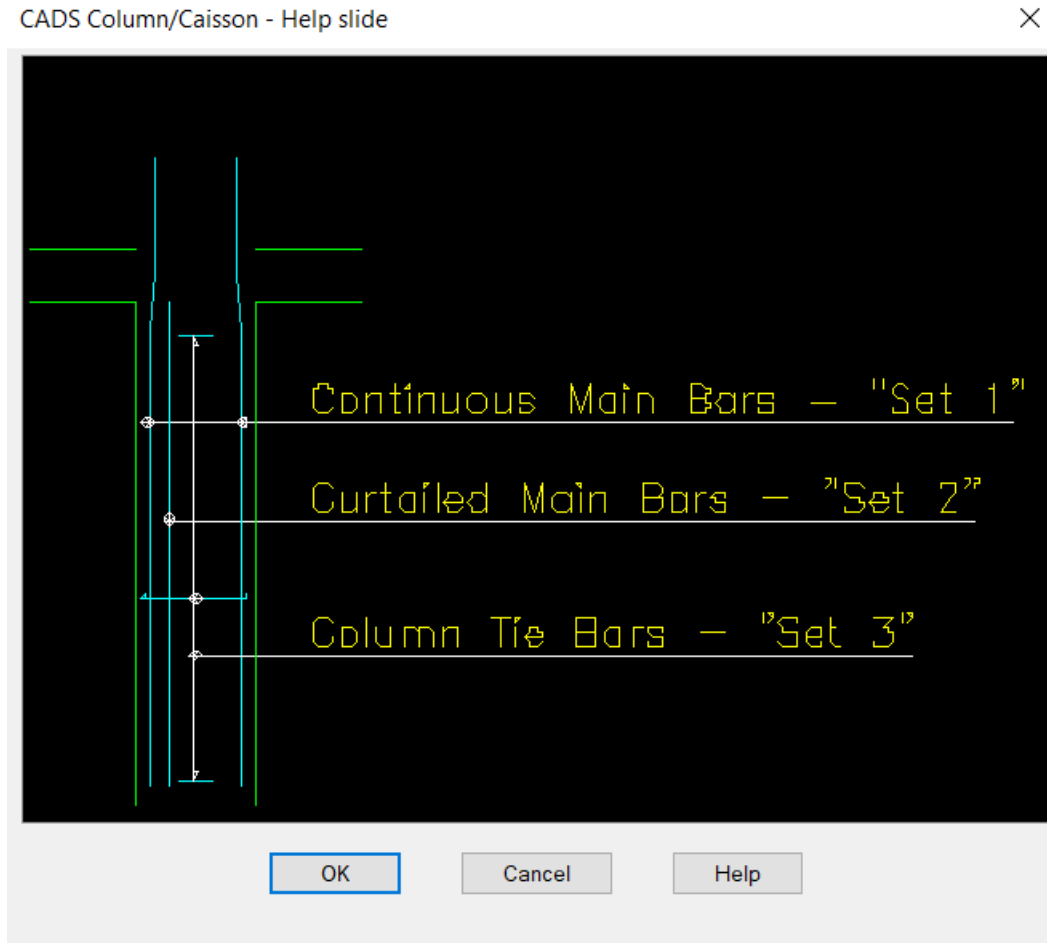 CADS Column/Caisson - Help slide
Continuous Main Bars - "Set 1"
Curtailed Main Bars - "Set 2"
Column Tie Bars - "Set 3"
OK Cancel Help